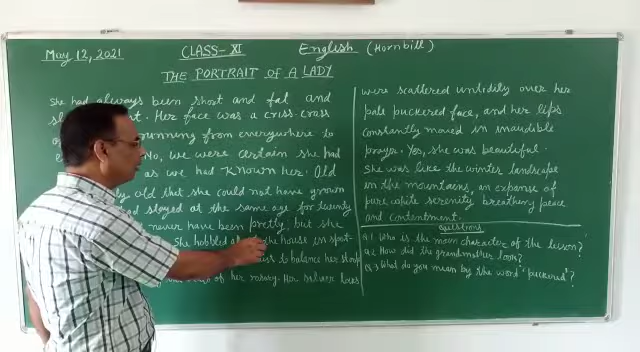 May 12, 2021
CLASS-XI
English (Hornbill)
THE PORTRAIT OF A LADY
She had always been short and fat and
Her face was a criss cross
running from everywhere to
No, we were certain she had
as we had known her. Old
old that she could not have grown
had stayed at the same age for twenty
never have been pretty; but she
She hobbled the house in spot
to balance her
of her rosary. Her silver locks
were scattered untidily over her
pale puckered face, and her lips
constantly moved in inaudible
prayer. Yes, she was beautiful.
She was like the winter landscape
in the mountains, an expanse of
pure white serenity breathing peace
and contentment.
Questions
Q.1 Who is the main character of the lesson?
Q.2 How did the grandmother look?
Q.3 What do you mean by the word 'puckered'?